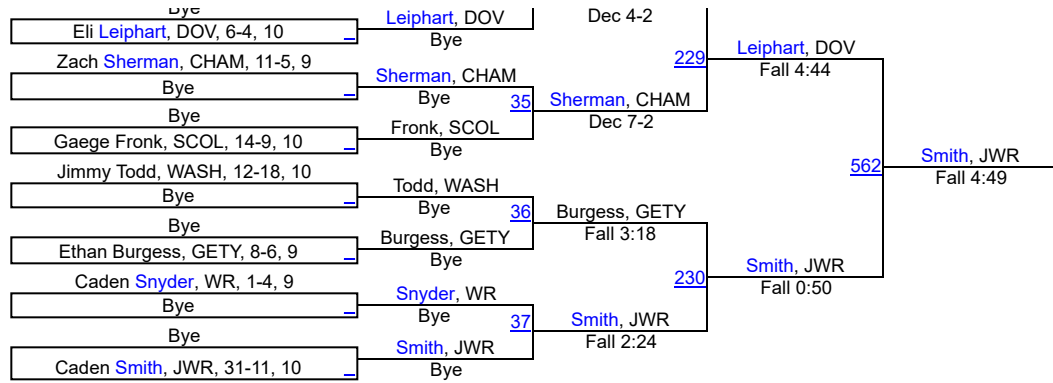 Bye
Eli Leiphart, DOV, 6-4, 10
Zach Sherman, CHAM, 11-5, 9
Bye
Bye
Gaege Fronk, SCOL, 14-9, 10
Jimmy Todd, WASH, 12-18, 10
Bye
Bye
Ethan Burgess, GETY, 8-6, 9
Caden Snyder, WR, 1-4, 9
Bye
Bye
Caden Smith, JWR, 31-11, 10
Leiphart, DOV
Bye
Sherman, CHAM
Bye
35
Fronk, SCOL
Bye
Todd, WASH
Bye
36
Burgess, GETY
Bye
Snyder, WR
Bye
37
Smith, JWR
Bye
Dec 4-2
229
Sherman, CHAM
Dec 7-2
Burgess, GETY
Fall 3:18
230
Smith, JWR
Fall 2:24
Leiphart, DOV
Fall 4:44
562
Smith, JWR
Fall 0:50
Smith, JWR
Fall 4:49